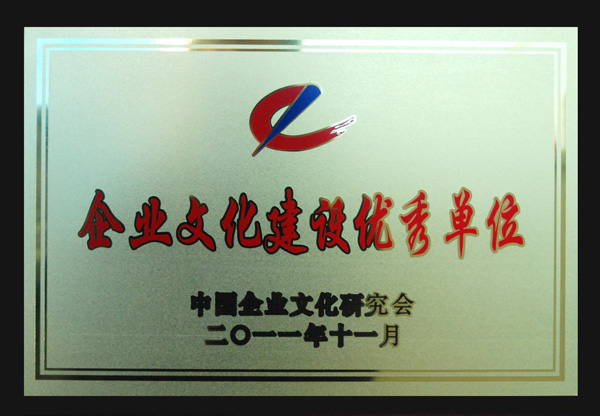 企业文化建设优秀单位
中国企业文化研究会
二〇一一年十一月